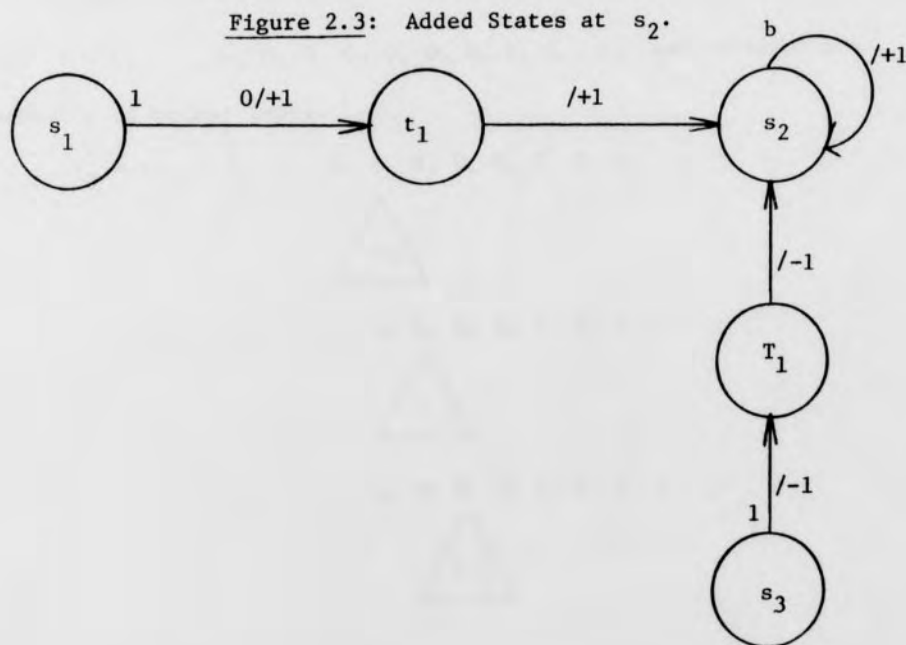 Figure 2.3: Added States at s₂.
b
/+1
1
0/+1
/+1
s₁
t₁
s₂
/-1
T₁
/-1
1
s₃